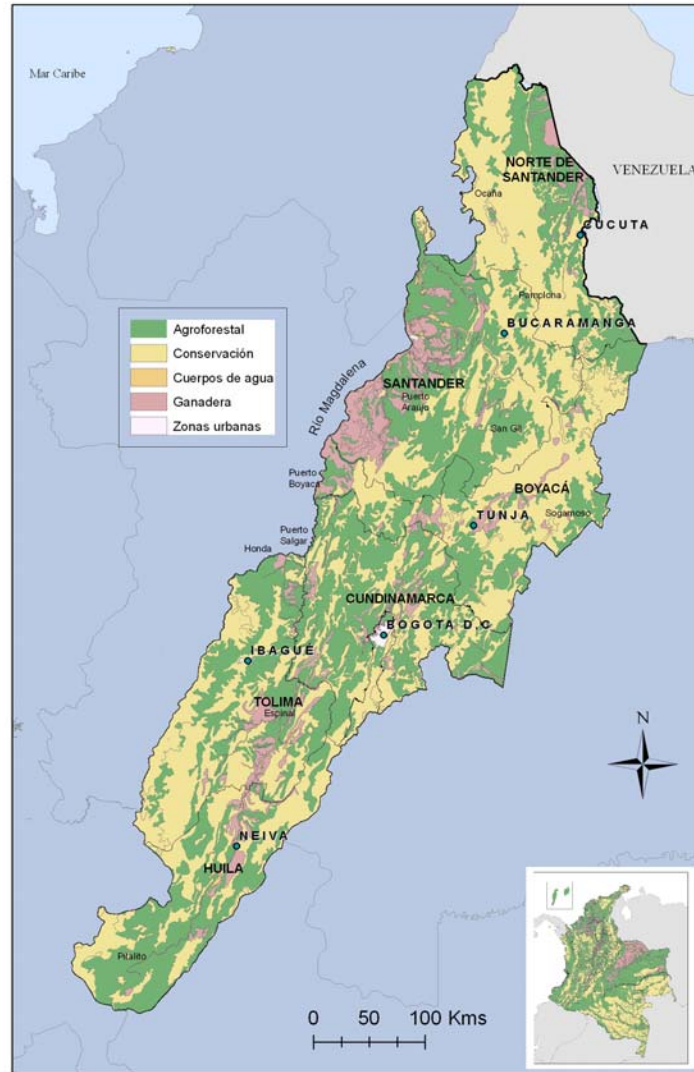 Mar Caribe
NORTE DE
SANTANDER
VENEZUELA
Ocaña
CUCUTA
Pamplona
BUCARAMANGA
Agroforestal
Conservación
Cuerpos de agua
Ganadera
Zonas urbanas
Río Magdalena
SANTANDER
Puerto
Araujo
San Gil
Puerto
Boyacá
BOYACÁ
TUNJA
Sogamoso
Puerto
Salgar
Honda
CUNDINAMARCA
BOGOTA D,C
IBAGUÉ
TOLIMA
Espinal
N
NEIVA
HUILA
Pitalito
0 50 100 Kms